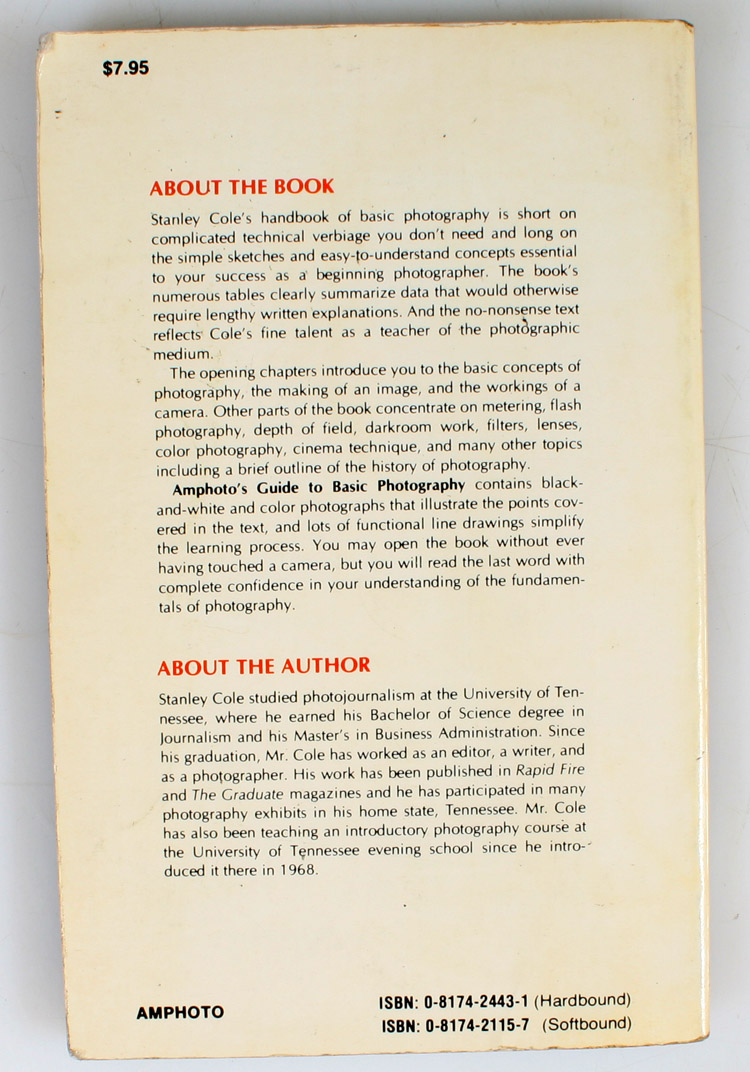 $7.95
ABOUT THE BOOK
Stanley Cole's handbook of basic photography is short on
complicated technical verbiage you don't need and long on
the simple sketches and easy-to-understand concepts essential
to your success as a beginning photographer. The book's
numerous tables clearly summarize data that would otherwise
require lengthy written explanations. And the no-nonsense text
reflects Cole's fine talent as a teacher of the photographic
medium.
The opening chapters introduce you to the basic concepts of
photography, the making of an image, and the workings of a
camera. Other parts of the book concentrate on metering, flash
photography, depth of field, darkroom work, filters, lenses,
color photography, cinema technique, and many other topics
including a brief outline of the history of photography.
Amphoto's Guide to Basic Photography contains black-
and-white and color photographs that illustrate the points cov-
ered in the text, and lots of functional line drawings simplify
the learning process. You may open the book without ever
having touched a camera, but you will read the last word with
complete confidence in your understanding of the fundamen-
tals of photography.
ABOUT THE AUTHOR
Stanley Cole studied photojournalism at the University of Ten-
nessee, where he earned his Bachelor of Science degree in
Journalism and his Master's in Business Administration. Since
his graduation, Mr. Cole has worked as an editor, a writer, and
as a photographer. His work has been published in Rapid Fire
and The Graduate magazines and he has participated in many
photography exhibits in his home state, Tennessee. Mr. Cole
has also been teaching an introductory photography course at
the University of Tennessee evening school since he intro-
duced it there in 1968.
AMPHOTO
ISBN: 0-8174-2443-1 (Hardbound)
ISBN: 0-8174-2115-7 (Softbound)